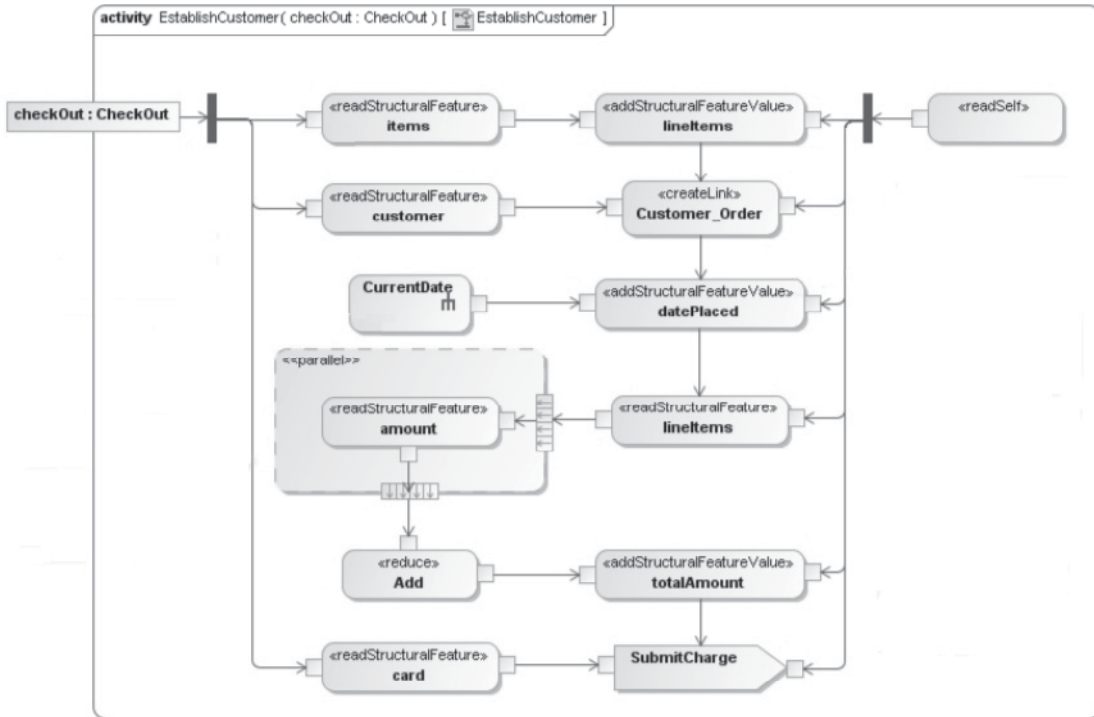 activity EstablishCustomer( checkOut : CheckOut ) [ EstablishCustomer ]
checkOut : CheckOut
«readStructuralFeature»
items
«addStructuralFeatureValue»
lineItems
«readSelf»
«readStructuralFeature»
customer
«createLink»
Customer_Order
CurrentDate
«addStructuralFeatureValue»
datePlaced
<<parallel>>
«readStructuralFeature»
amount
«readStructuralFeature»
lineItems
«reduce»
Add
«addStructuralFeatureValue»
totalAmount
«readStructuralFeature»
card
SubmitCharge